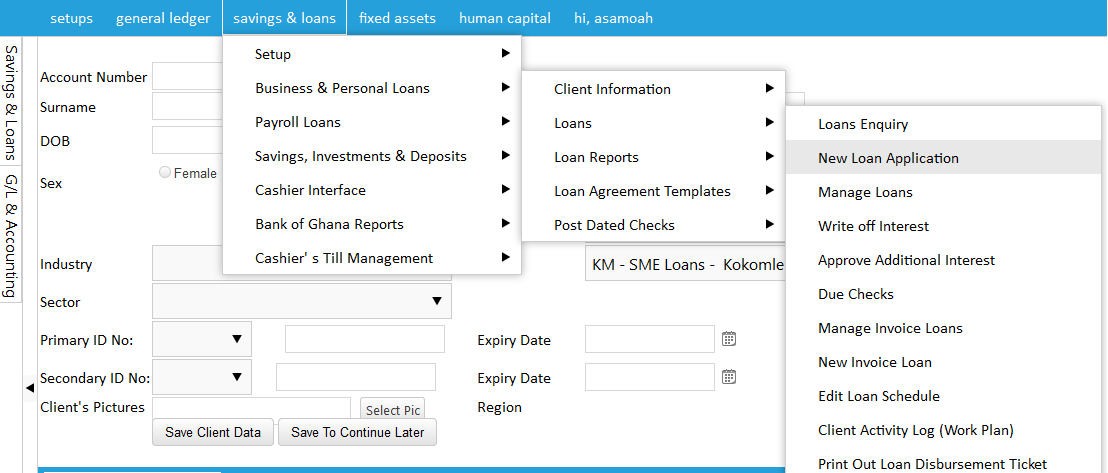 setups general ledger savings & loans fixed assets human capital hi, asamoah
Savings & Loans
G/L & Accounting
Account Number
Surname
DOB
Sex
Female
Industry
KM - SME Loans - Kokomle
Sector
Primary ID No:
Expiry Date
Secondary ID No:
Expiry Date
Client's Pictures
Select Pic
Region
Save Client Data
Save To Continue Later
Setup
Business & Personal Loans
Payroll Loans
Savings, Investments & Deposits
Cashier Interface
Bank of Ghana Reports
Cashier' s Till Management
Client Information
Loans
Loan Reports
Loan Agreement Templates
Post Dated Checks
Loans Enquiry
New Loan Application
Manage Loans
Write off Interest
Approve Additional Interest
Due Checks
Manage Invoice Loans
New Invoice Loan
Edit Loan Schedule
Client Activity Log (Work Plan)
Print Out Loan Disbursement Ticket